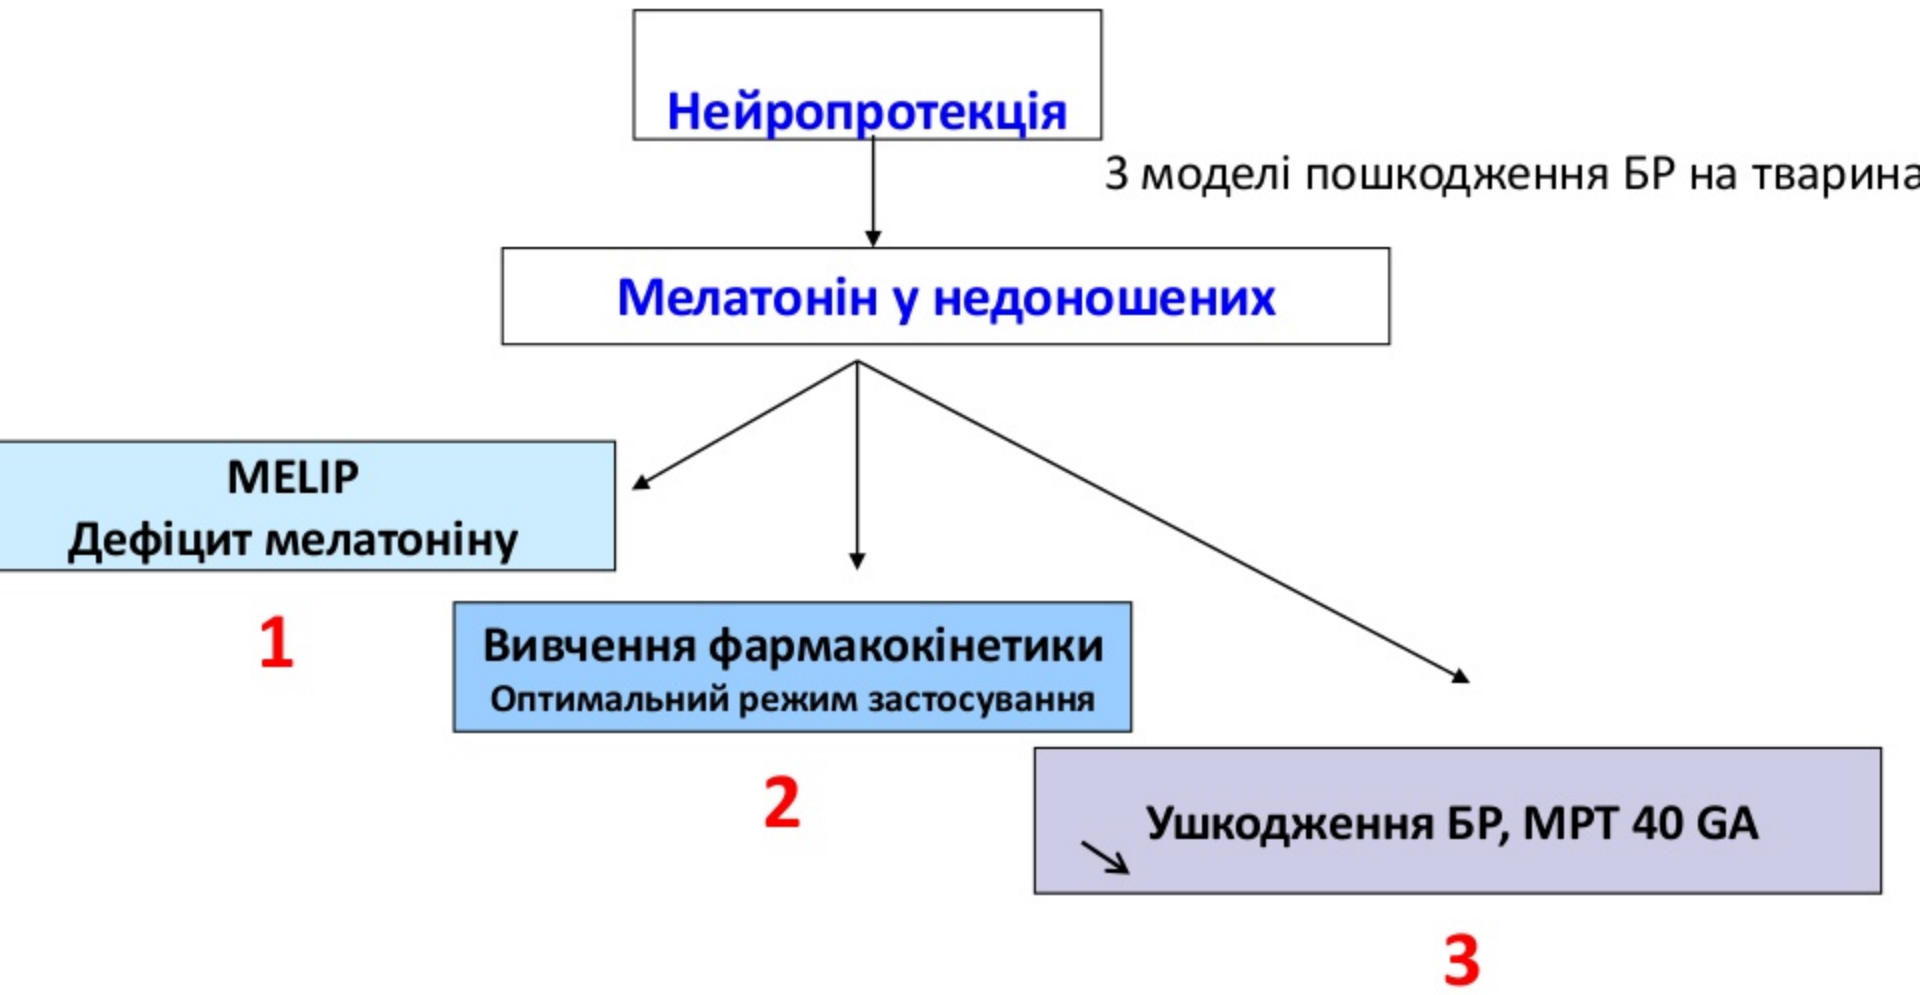 Нейропротекція
3 моделі пошкодження БР на тварина
Мелатонін у недоношених
MELIP
Дефіцит мелатоніну
1
Вивчення фармакокінетики
Оптимальний режим застосування
2
Ушкодження БР, МРТ 40 GA
3